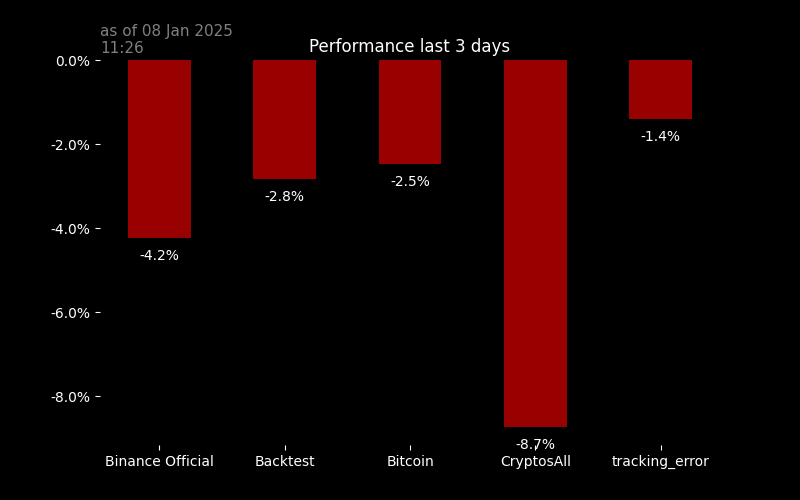 as of 08 Jan 2025
11:26
Performance last 3 days
0.0%
-2.0%
-4.0%
-6.0%
-8.0%
-4.2%
-2.8%
-2.5%
-8.7%
-1.4%
Binance Official
Backtest
Bitcoin
CryptosAll
tracking_error